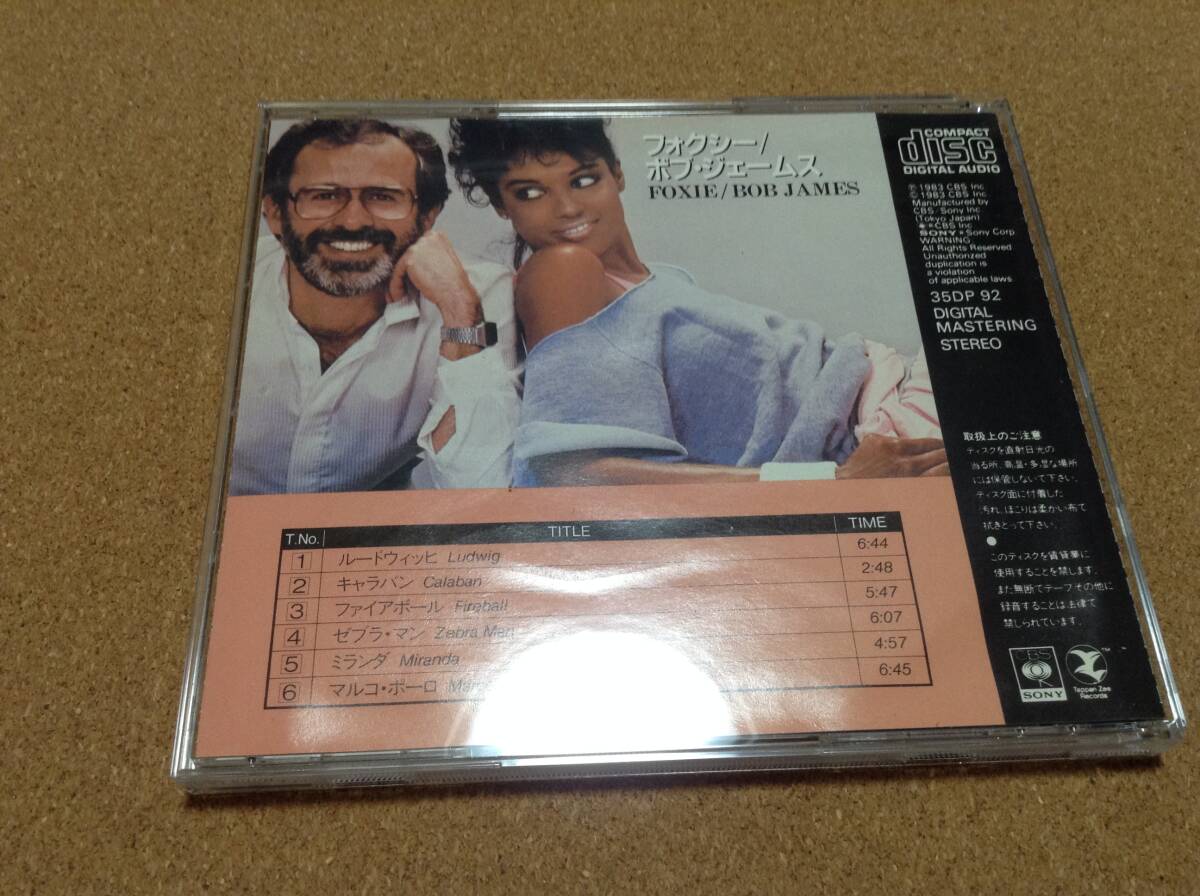 フォクシー/
ボブ・ジェームス
FOXIE/BOB JAMES
COMPACT
disc
DIGITAL AUDIO
℗ 1983 CBS Inc
© 1983 CBS Inc
Manufactured by
CBS/Sony Inc
(Tokyo Japan)
CBS Inc
SONY ® Sony Corp
WARNING
All Rights Reserved
Unauthorized
duplication is
a violation
of applicable laws
35DP 92
DIGITAL
MASTERING
STEREO
取扱上のご注意
ディスクを直射日光の
当る所、高温・多湿な場所
には保管しないで下さい。
ディスク面に付着した
汚れ、ほこりは柔かい布で
拭きとって下さい。
●
このディスクを賃貸業に
使用することを禁じます。
また無断でテープその他に
録音することは法律で
禁じられています。
CBS
SONY
Tappan Zee
Records
T.No. TITLE TIME
1 ルードウィッヒ Ludwig 6:44
2 キャラバン Calaban 2:48
3 ファイアボール Fireball 5:47
4 ゼブラ・マン Zebra Man 6:07
5 ミランダ Miranda 4:57
6 マルコ・ポーロ 6:45